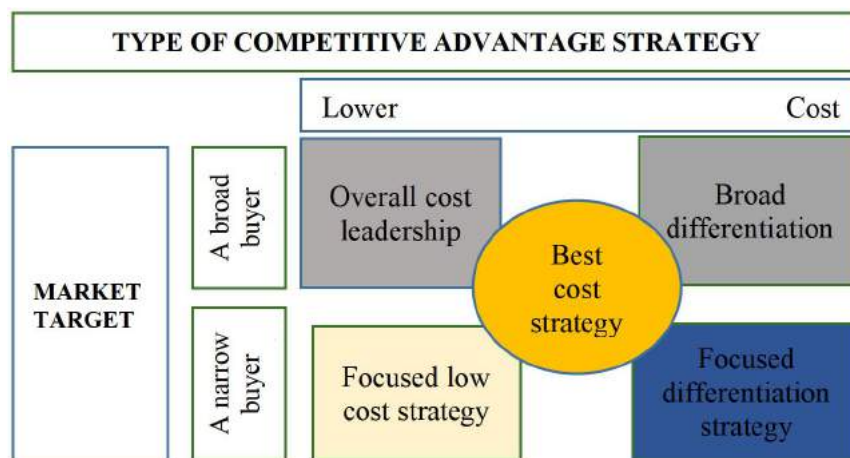 TYPE OF COMPETITIVE ADVANTAGE STRATEGY
Lower Cost
MARKET
TARGET
A broad
buyer
Overall cost
leadership
Broad
differentiation
Best
cost
strategy
A narrow
buyer
Focused low
cost strategy
Focused
differentiation
strategy